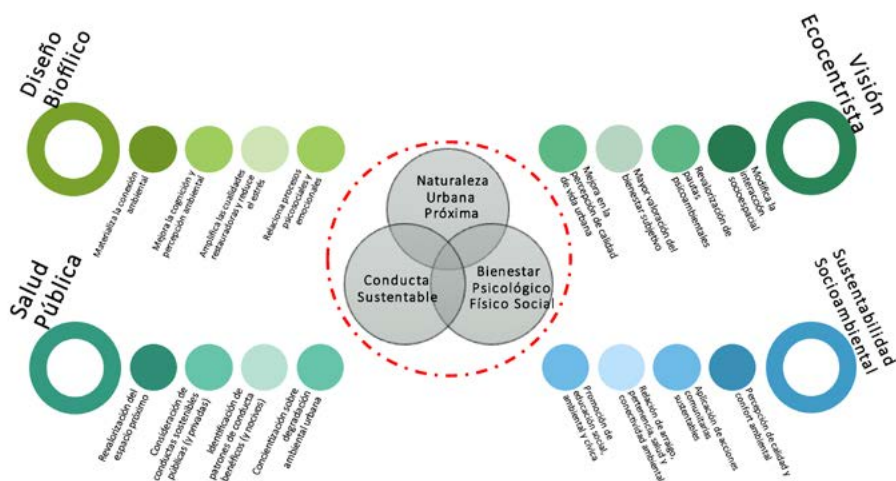 Diseño
Biofílico
Materializa la conexión
ambiental
Mejora la cognición y
percepción ambiental
Amplifica las cualidades
restauradoras y reduce
el estrés
Relaciona procesos
psicosociales y
emocionales
Naturaleza
Urbana
Próxima
Conducta
Sustentable
Bienestar
Psicológico
Físico Social
Mejora en la
percepción de calidad
de vida urbana
Mayor valoración del
bienestar subjetivo
Revalorización de
pautas
psicoambientales
Modifica la
interacción
socioespacial
Visión
Ecocentrista
Salud
Pública
Revalorización del
espacio próximo
Consideración de
conductas sostenibles
públicas (y privadas)
Identificación de
patrones de conducta
benéficos (y nocivos)
Concientización sobre
degradación
ambiental urbana
Promoción de
educación social,
ambiental y cívica
Relación de arraigo,
pertenencia, salud y
conectividad ambiental
Aplicación de acciones
comunitarias
sustentables
Percepción de calidad y
confort ambiental
Sustentabilidad
Socioambiental